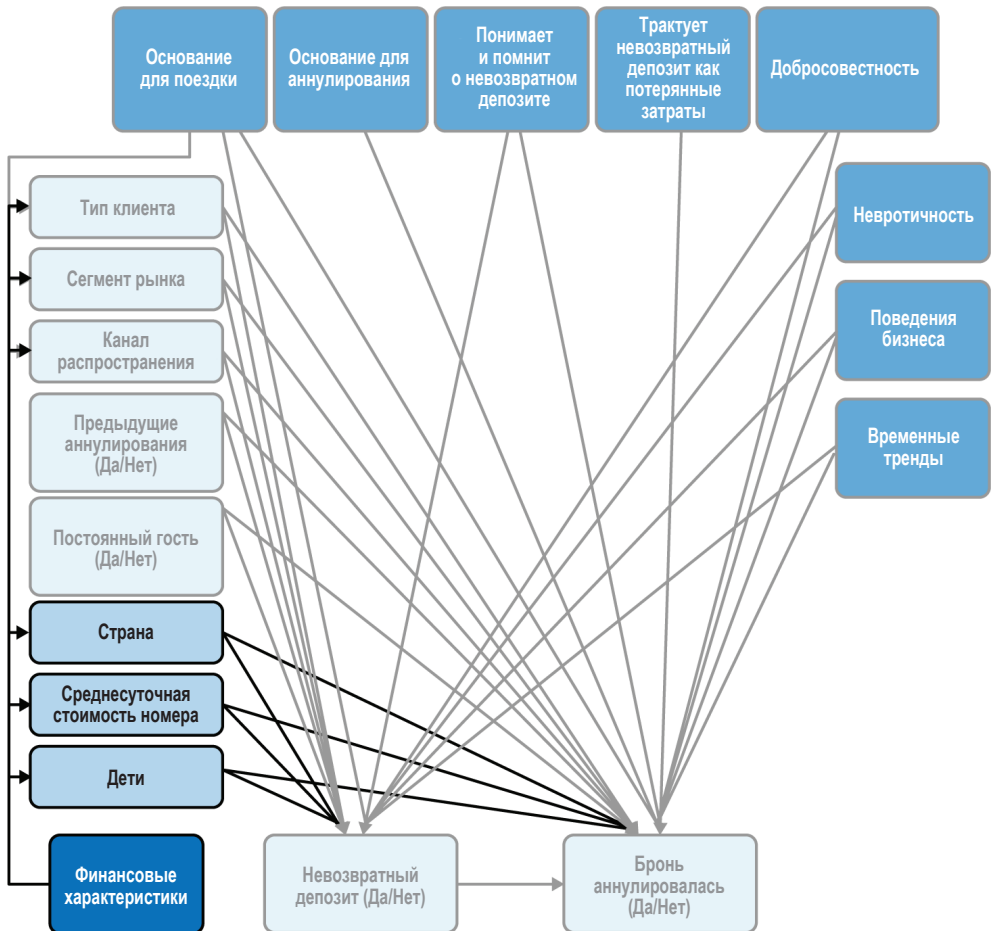 Основание
для поездки
Основание для
аннулирования
Понимает
и помнит
о невозвратном
депозите
Трактует
невозвратный
депозит как
потерянные
затраты
Добросовестность
Тип клиента
Невротичность
Сегмент рынка
Канал
распространения
Поведения
бизнеса
Предыдущие
аннулирования
(Да/Нет)
Временные
тренды
Постоянный гость
(Да/Нет)
Страна
Среднесуточная
стоимость номера
Дети
Финансовые
характеристики
Невозвратный
депозит (Да/Нет)
Бронь
аннулировалась
(Да/Нет)